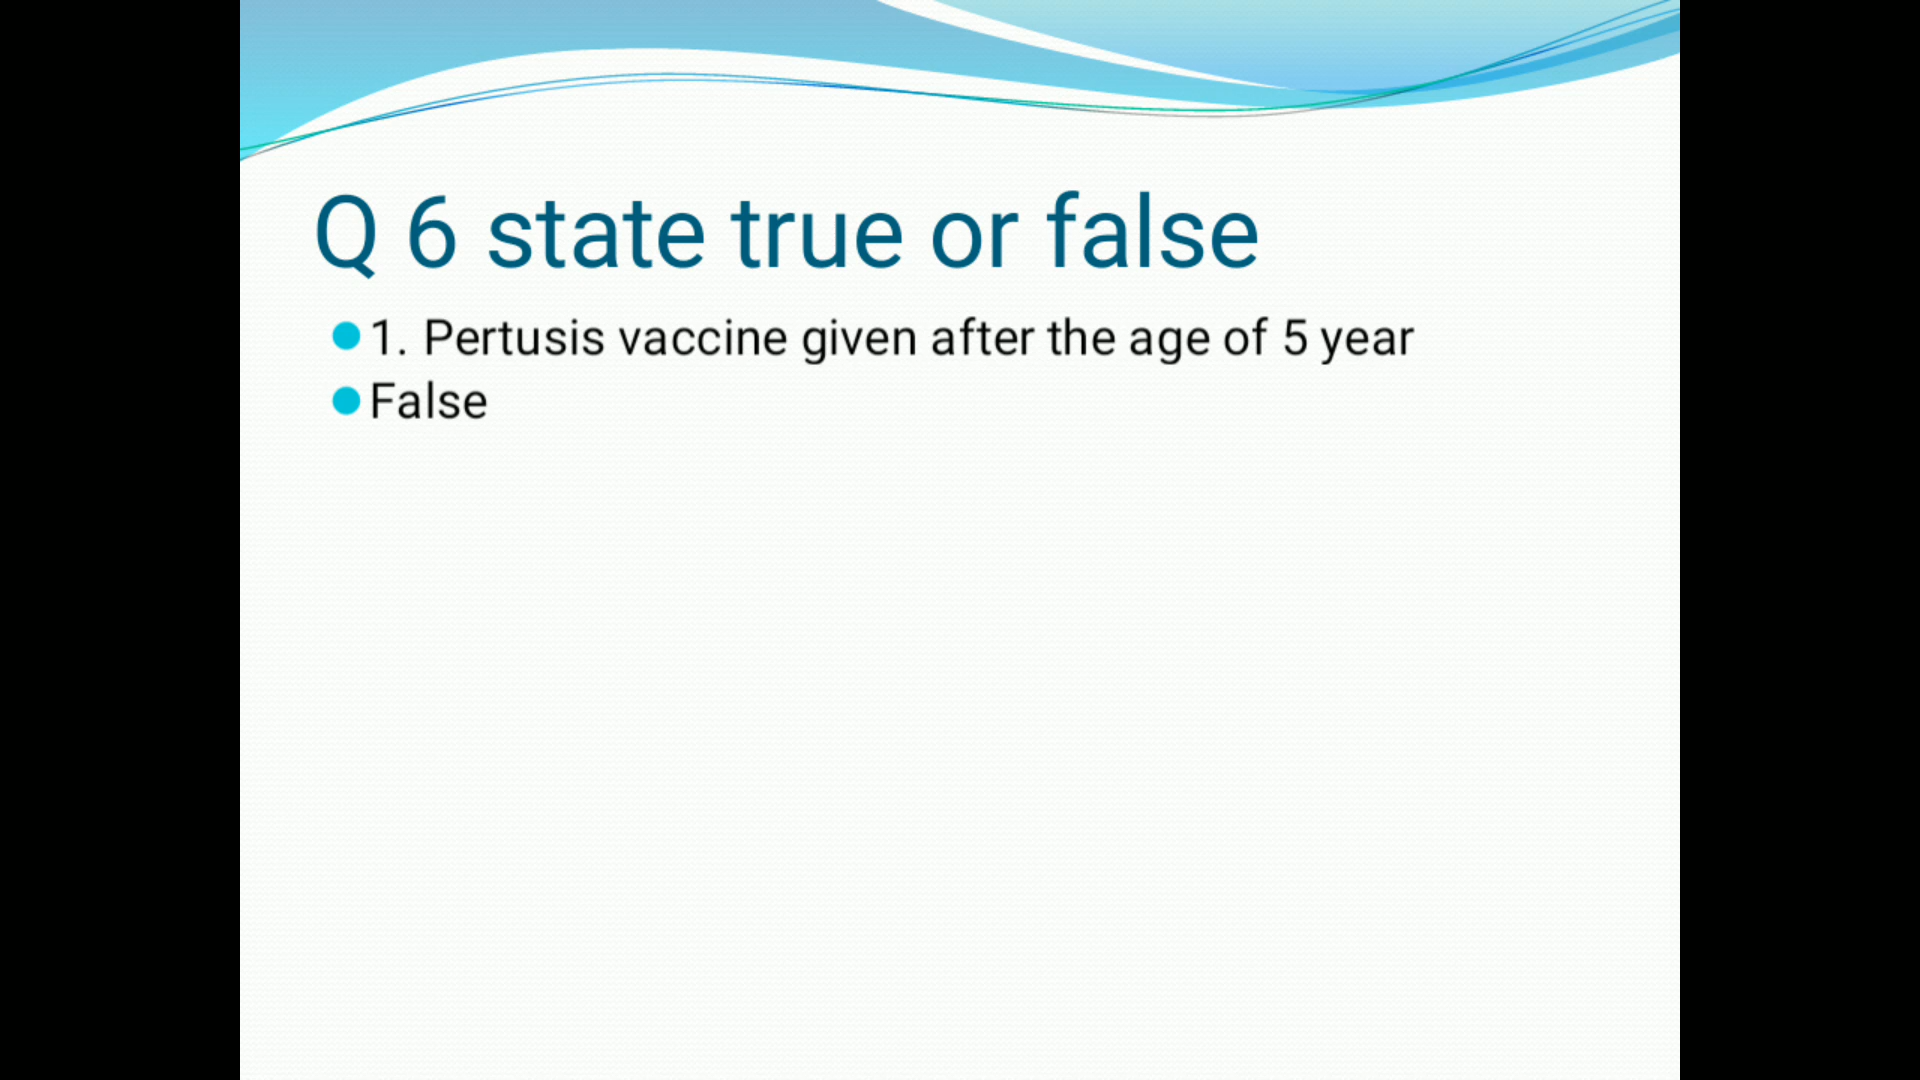 Q 6 state true or false
1. Pertusis vaccine given after the age of 5 year
False